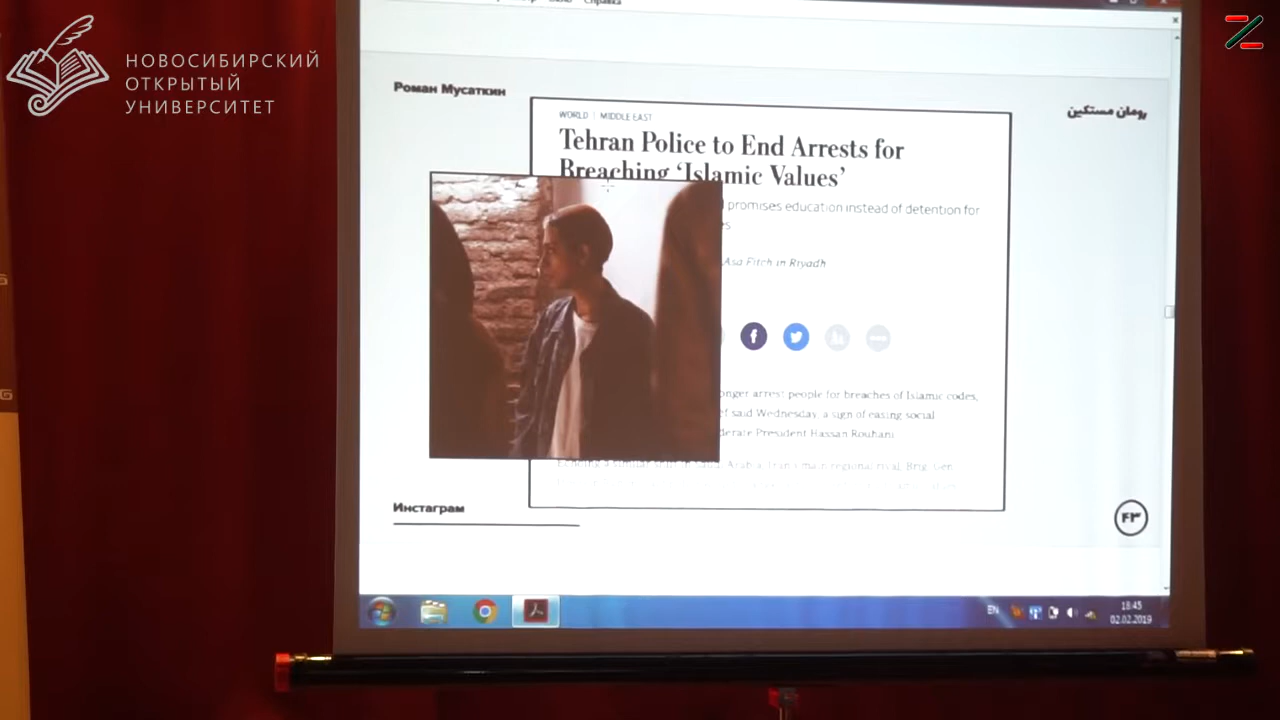 НОВОСИБИРСКИЙ
ОТКРЫТЫЙ
УНИВЕРСИТЕТ
Справка
Роман Мусаткин
رومان مستکین
WORLD | MIDDLE EAST
Tehran Police to End Arrests for
Breaching ‘Islamic Values’
promises education instead of detention for
Asa Fitch in Riyadh
arrest people for breaches of Islamic codes,
said Wednesday, a sign of easing social
President Hassan Rouhani
Инстаграм
۴۳
EN
18:45
02.02.2019